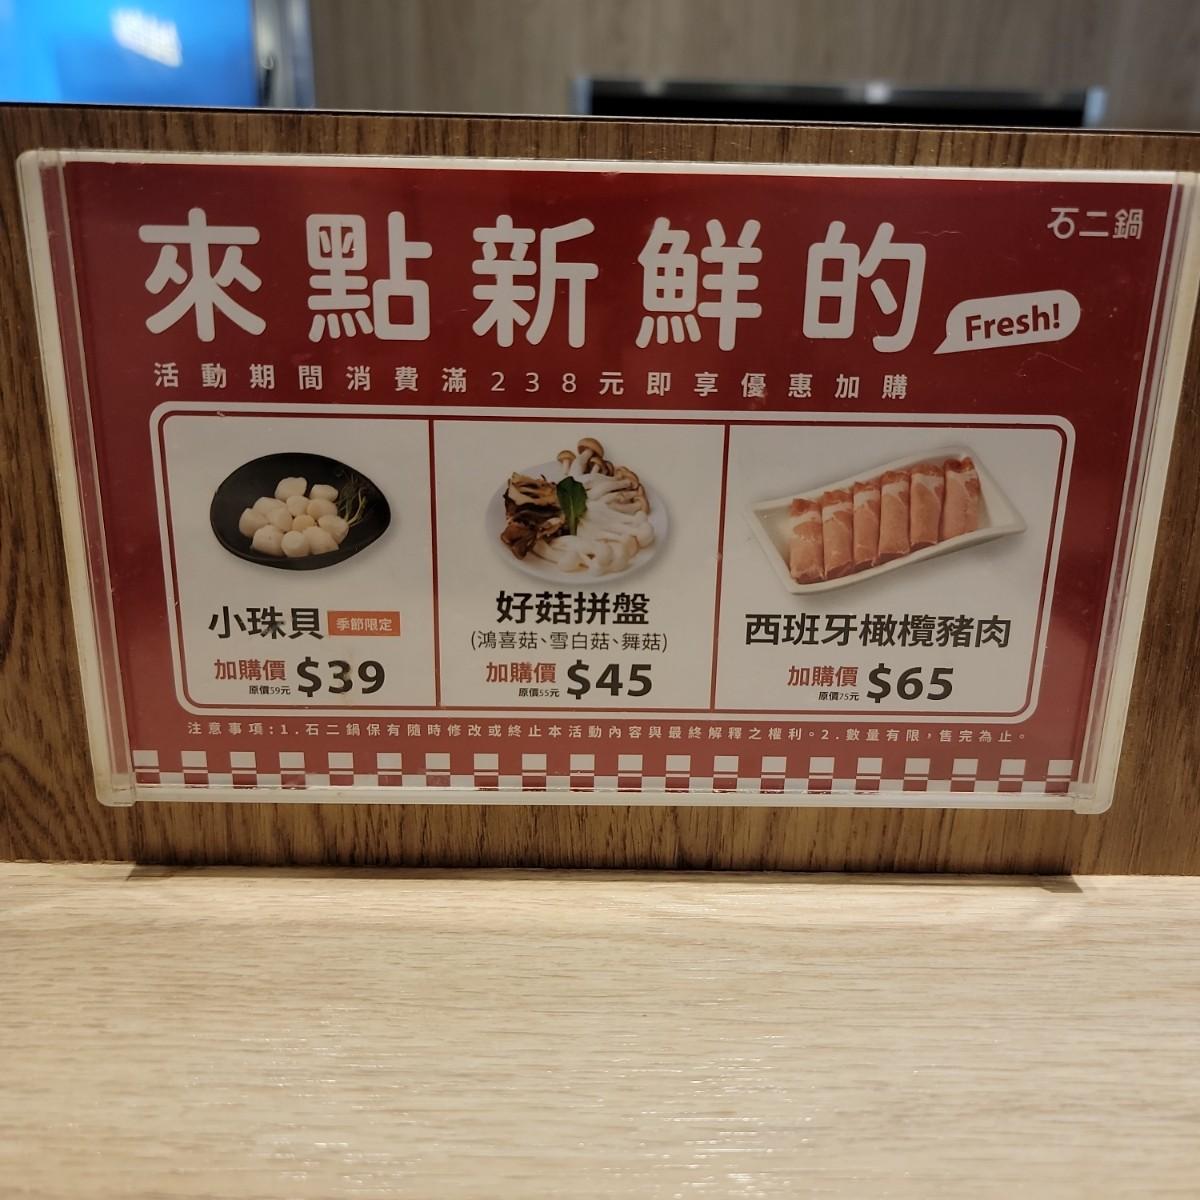 石二鍋
來點新鮮的
Fresh!
活動期間消費滿238元即享優惠加購
小珠貝 季節限定
加購價 $39
原價59元
好菇拼盤
(鴻喜菇、雪白菇、舞菇)
加購價 $45
原價55元
西班牙橄欖豬肉
加購價 $65
原價75元
注意事項:1.石二鍋保有隨時修改或終止本活動內容與最終解釋之權利。2.數量有限,售完為止。